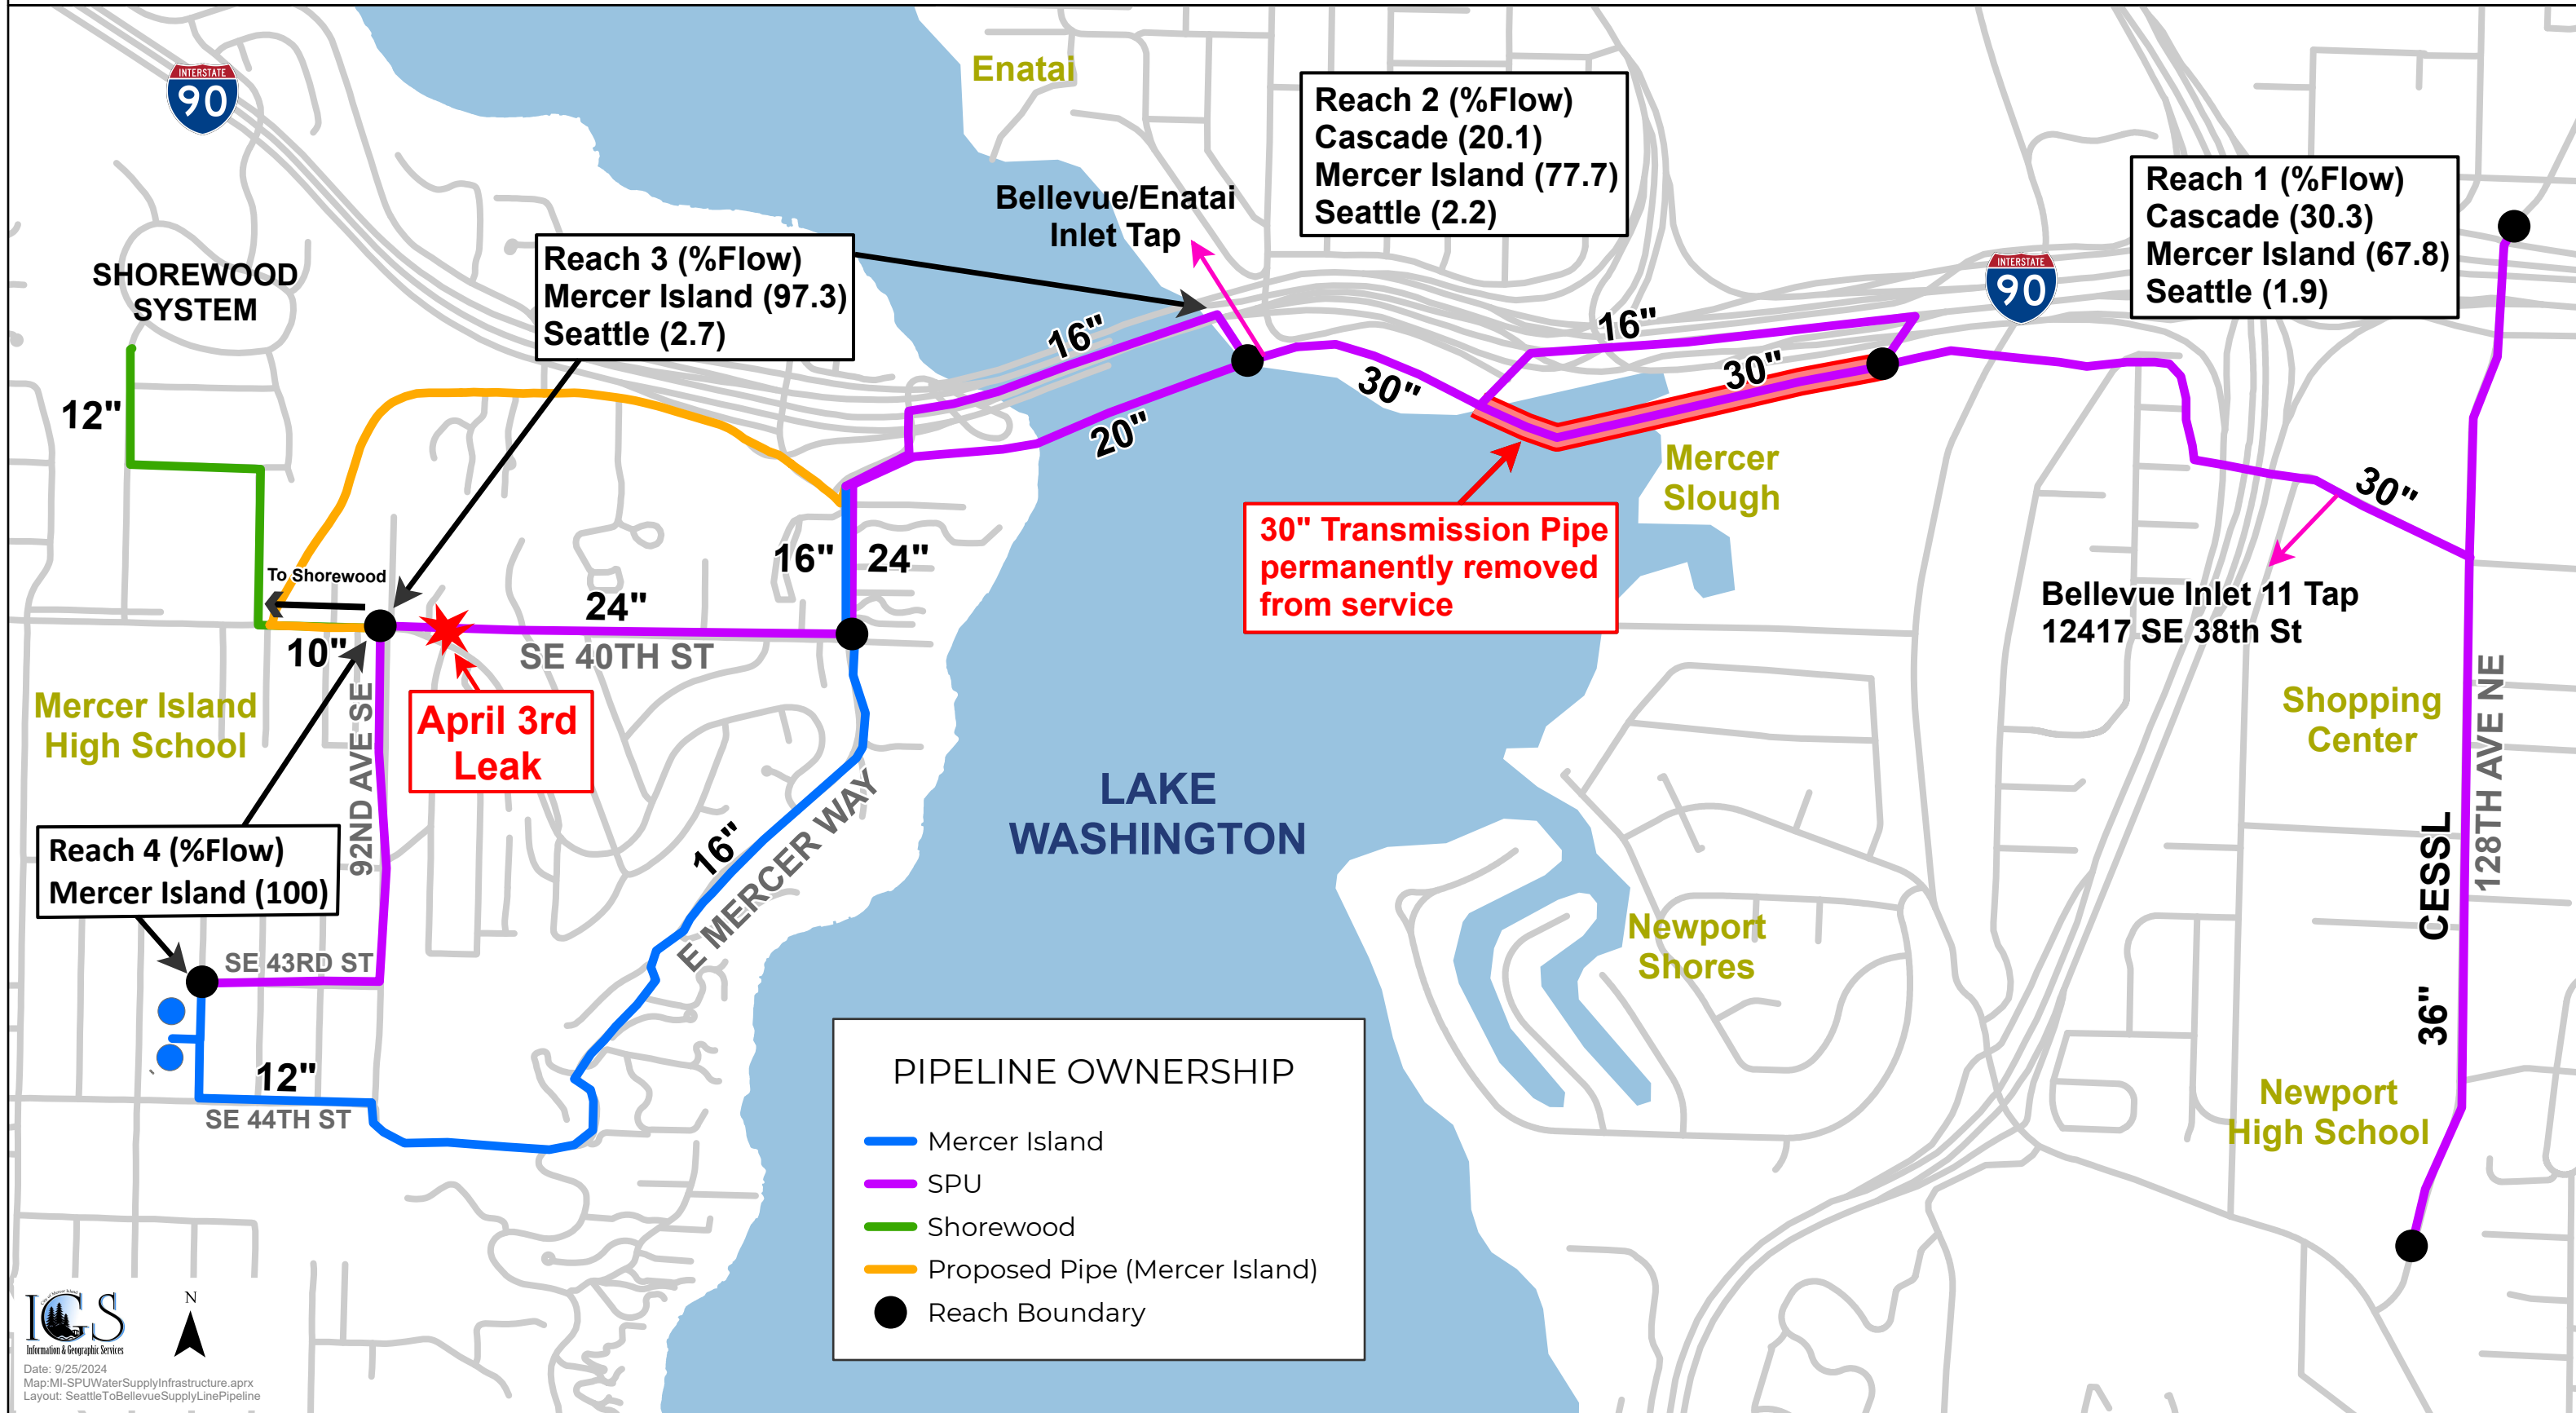 INTERSTATE
90
Enatai
Reach 2 (%Flow)
Cascade (20.1)
Mercer Island (77.7)
Seattle (2.2)
Reach 1 (%Flow)
Cascade (30.3)
Mercer Island (67.8)
Seattle (1.9)
Bellevue/Enatai
Inlet Tap
Reach 3 (%Flow)
Mercer Island (97.3)
Seattle (2.7)
SHOREWOOD
SYSTEM
INTERSTATE
90
16"
16"
12"
30"
30"
20"
Mercer
Slough
30"
30" Transmission Pipe
permanently removed
from service
16"
24"
To Shorewood
24"
10"
SE 40TH ST
Bellevue Inlet 11 Tap
12417 SE 38th St
Mercer Island
High School
92ND AVE SE
April 3rd
Leak
Shopping
Center
128TH AVE NE
LAKE
WASHINGTON
Reach 4 (%Flow)
Mercer Island (100)
16"
E MERCER WAY
CESSL
36"
Newport
Shores
SE 43RD ST
12"
SE 44TH ST
Newport
High School
PIPELINE OWNERSHIP
Mercer Island
SPU
Shorewood
Proposed Pipe (Mercer Island)
Reach Boundary
IGS
Information & Geographic Services
N
Date: 9/25/2024
Map:MI-SPUWaterSupplyInfrastructure.aprx
Layout: SeattleToBellevueSupplyLinePipeline